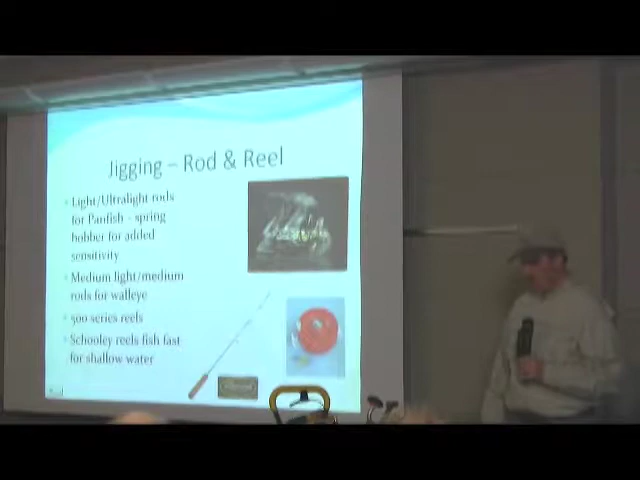 Jigging – Rod & Reel
• Light/Ultralight rods
for Panfish - spring
bobber for added
sensitivity
• Medium light/medium
rods for walleye
• 500 series reels
• Schooley reels fish fast
for shallow water